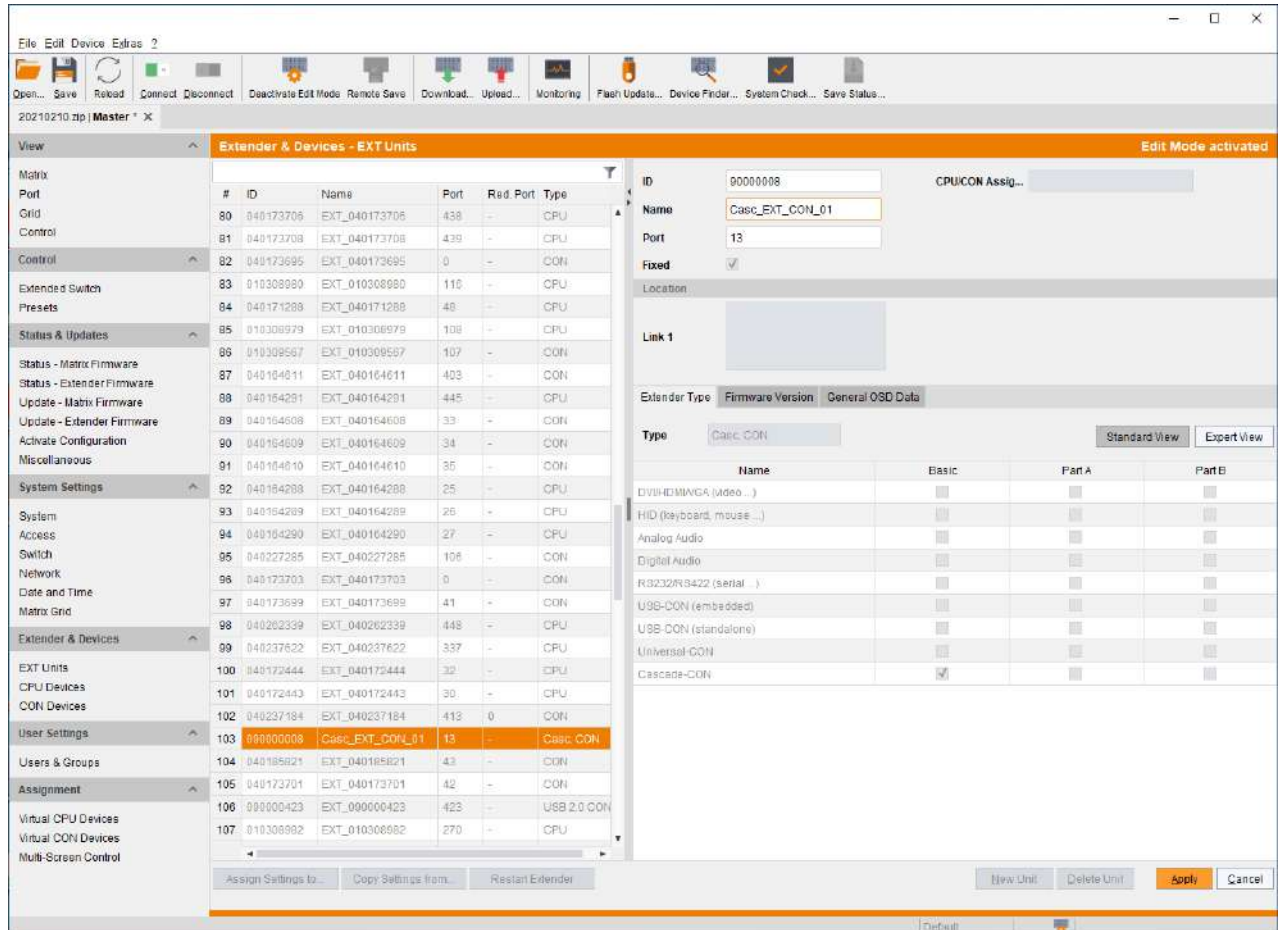 File Edit Device Extras ?
Open... Save Reload Connect Disconnect Deactivate Edit Mode Remote Save Download... Upload... Monitoring Flash Update... Device Finder... System Check... Save Status...
20210210.zip | Master * X
View
Matrix
Port
Grid
Control
Control
Extended Switch
Presets
Status & Updates
Status - Matrix Firmware
Status - Extender Firmware
Update - Matrix Firmware
Update - Extender Firmware
Activate Configuration
Miscellaneous
System Settings
System
Access
Switch
Network
Date and Time
Matrix Grid
Extender & Devices
EXT Units
CPU Devices
CON Devices
User Settings
Users & Groups
Assignment
Virtual CPU Devices
Virtual CON Devices
Multi-Screen Control
Extender & Devices - EXT Units
Edit Mode activated
# ID Name Port Red. Port Type
80 040173706 EXT_040173706 438 - CPU
81 040173708 EXT_040173708 439 - CPU
82 040173695 EXT_040173695 0 - CON
83 010308980 EXT_010308980 116 - CPU
84 040171288 EXT_040171288 48 - CPU
85 010308979 EXT_010308979 108 - CPU
86 010309567 EXT_010309567 107 - CON
87 040164611 EXT_040164611 403 - CON
88 040164291 EXT_040164291 445 - CPU
89 040164608 EXT_040164608 33 - CON
90 040164609 EXT_040164609 34 - CON
91 040164610 EXT_040164610 35 - CON
92 040164288 EXT_040164288 25 - CPU
93 040164289 EXT_040164289 26 - CPU
94 040164290 EXT_040164290 27 - CPU
95 040227285 EXT_040227285 106 - CON
96 040173703 EXT_040173703 0 - CON
97 040173699 EXT_040173699 41 - CON
98 040262339 EXT_040262339 448 - CPU
99 040237622 EXT_040237622 337 - CPU
100 040172444 EXT_040172444 32 - CPU
101 040172443 EXT_040172443 30 - CPU
102 040237184 EXT_040237184 413 0 CON
103 090000008 Casc_EXT_CON_01 13 - Casc. CON
104 040185821 EXT_040185821 43 - CON
105 040173701 EXT_040173701 42 - CON
106 090000423 EXT_090000423 423 - USB 2.0 CON
107 010308982 EXT_010308982 270 - CPU
ID 90000008 CPU/CON Assig...
Name Casc_EXT_CON_01
Port 13
Fixed
Location
Link 1
Extender Type Firmware Version General OSD Data
Type Casc. CON Standard View Expert View
Name Basic Part A Part B
DVI/HDMI/VGA (video ...)
HID (keyboard, mouse ...)
Analog Audio
Digital Audio
RS232/RS422 (serial ...)
USB-CON (embedded)
USB-CON (standalone)
Universal-CON
Cascade-CON
Assign Settings to... Copy Settings from... Restart Extender New Unit Delete Unit Apply Cancel
Default